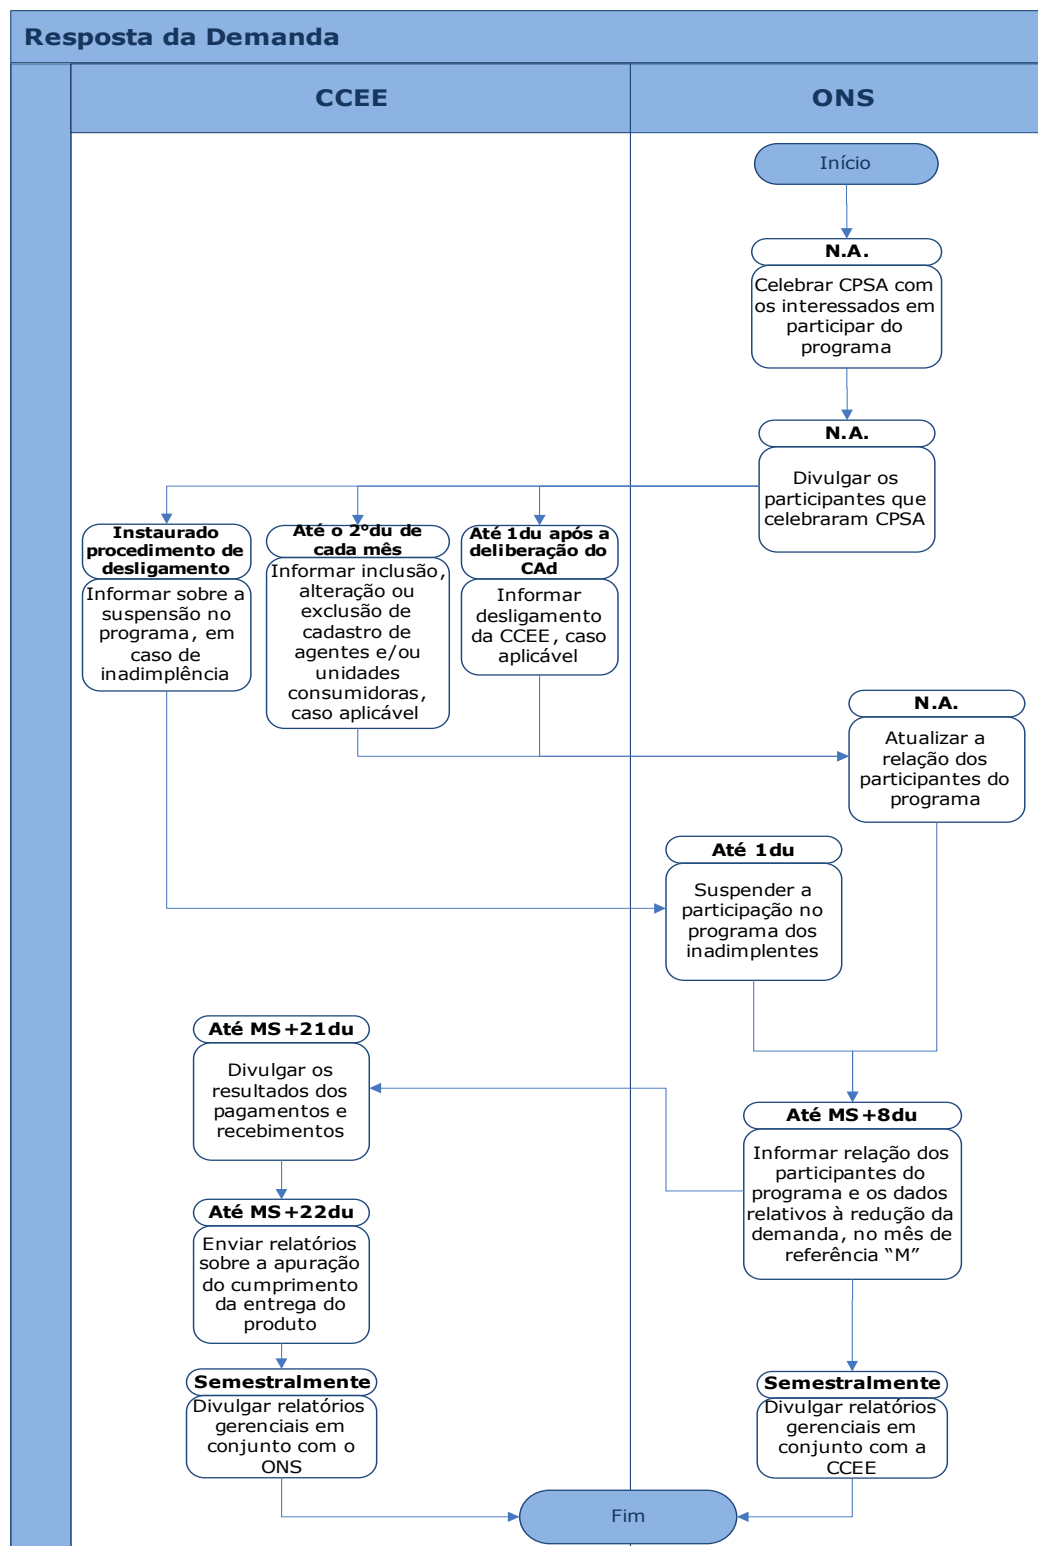 Resposta da Demanda
CCEE
ONS
Início
N.A.
Celebrar CPSA com
os interessados em
participar do
programa
N.A.
Divulgar os
participantes que
celebraram CPSA
Instaurado
procedimento de
desligamento
Informar sobre a
suspensão no
programa, em
caso de
inadimplência
Até o 2ºdu de
cada mês
Informar inclusão,
alteração ou
exclusão de
cadastro de
agentes e/ou
unidades
consumidoras,
caso aplicável
Até 1du após a
deliberação do
CAd
Informar
desligamento
da CCEE, caso
aplicável
N.A.
Atualizar a
relação dos
participantes do
programa
Até 1du
Suspender a
participação no
programa dos
inadimplentes
Até MS+21du
Divulgar os
resultados dos
pagamentos e
recebimentos
Até MS+8du
Informar relação dos
participantes do
programa e os dados
relativos à redução da
demanda, no mês de
referência “M”
Até MS+22du
Enviar relatórios
sobre a apuração
do cumprimento
da entrega do
produto
Semestralmente
Divulgar relatórios
gerenciais em
conjunto com o
ONS
Semestralmente
Divulgar relatórios
gerenciais em
conjunto com a
CCEE
Fim